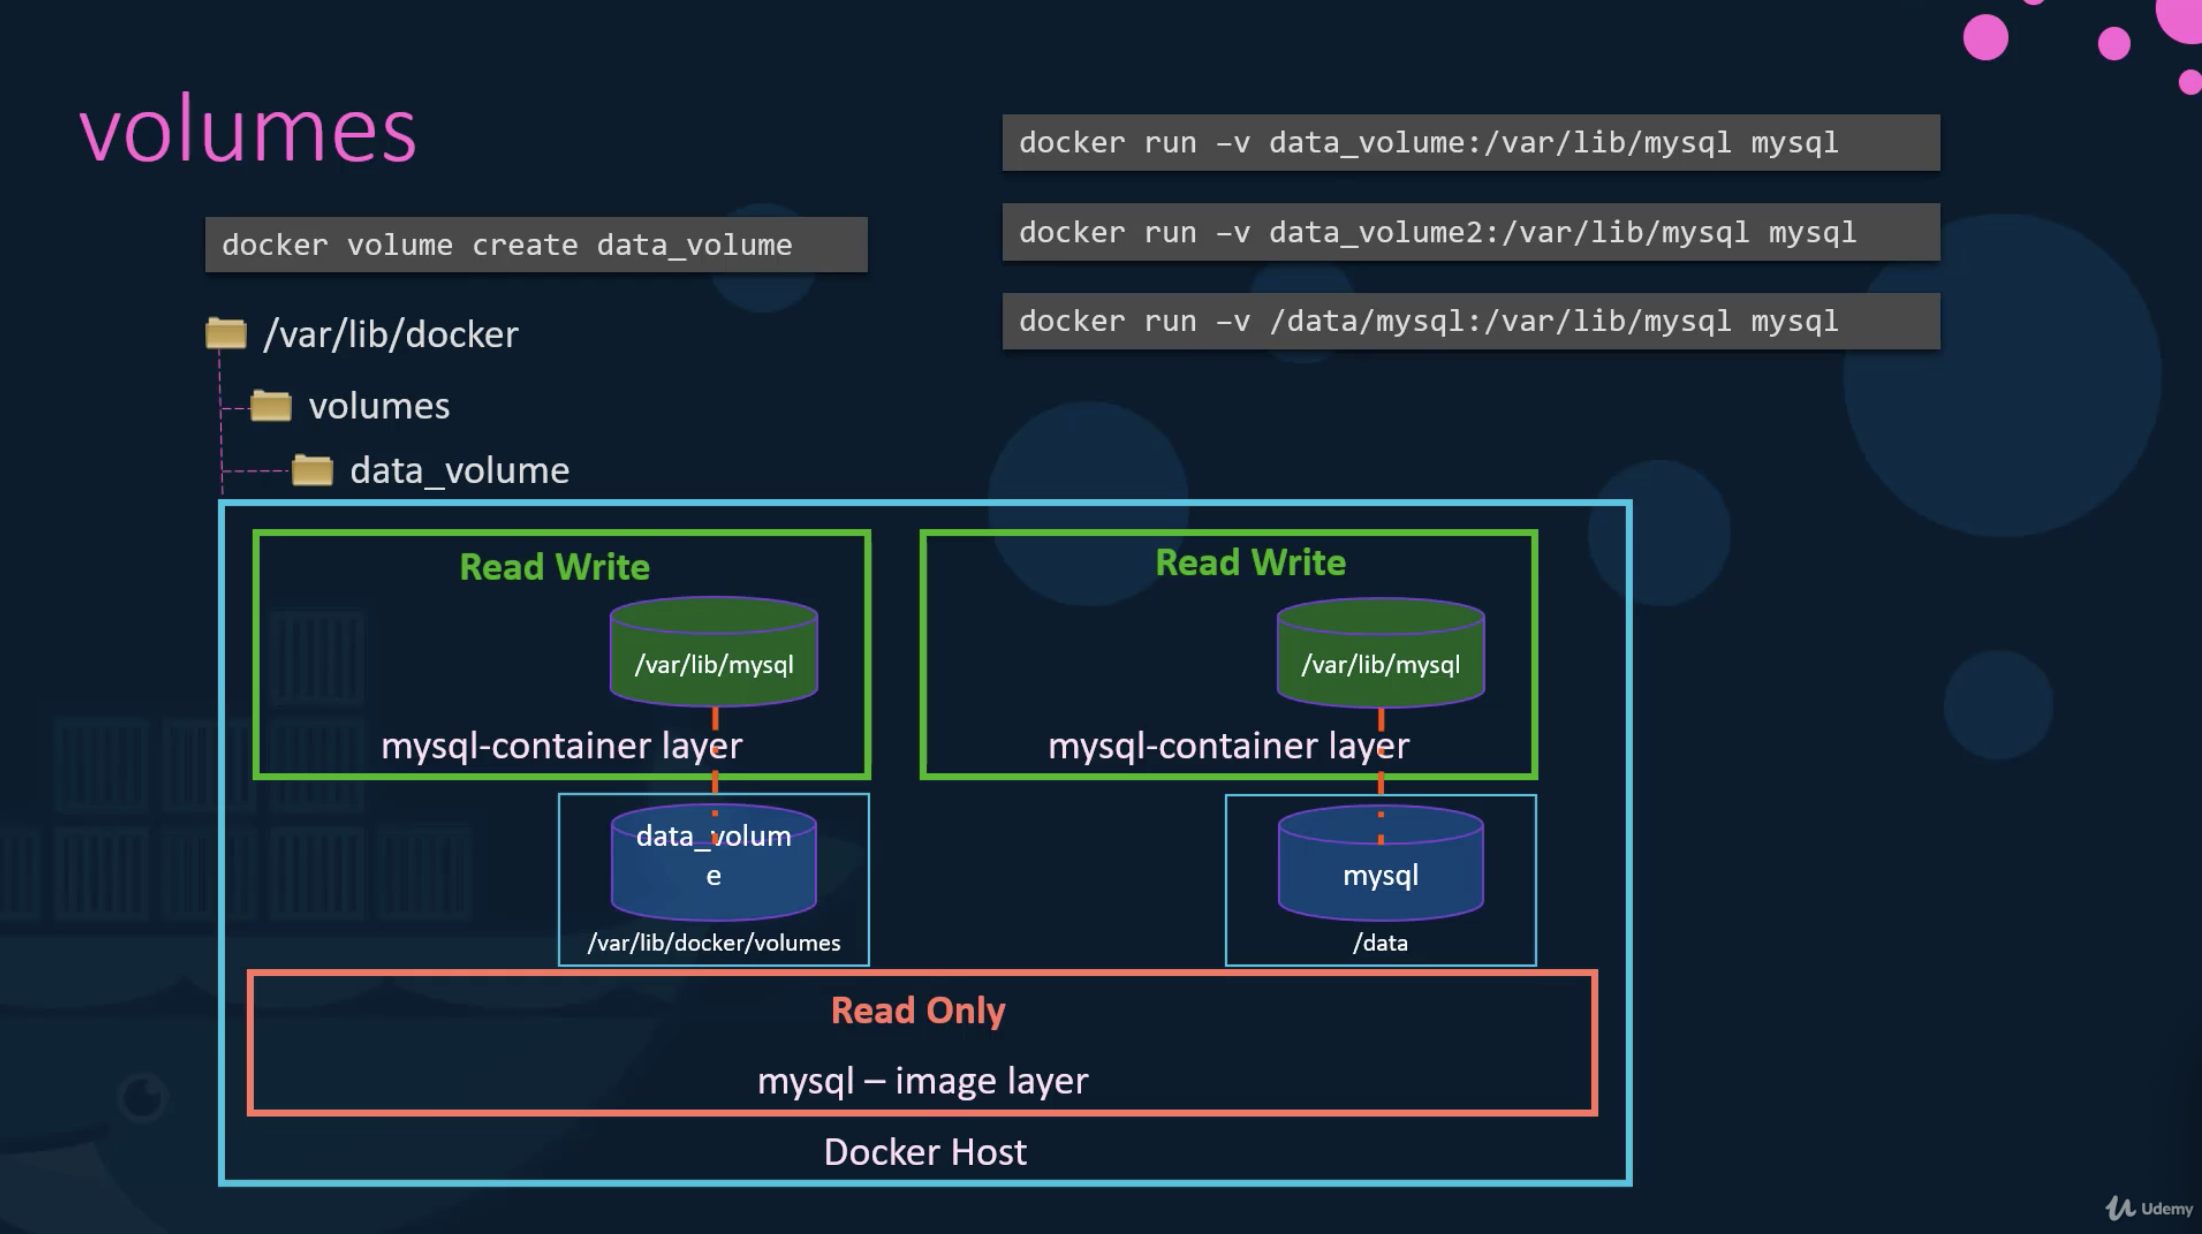 volumes
docker volume create data_volume
/var/lib/docker
volumes
data_volume
docker run –v data_volume:/var/lib/mysql mysql
docker run –v data_volume2:/var/lib/mysql mysql
docker run –v /data/mysql:/var/lib/mysql mysql
Read Write
/var/lib/mysql
mysql-container layer
data_volum
e
/var/lib/docker/volumes
Read Write
/var/lib/mysql
mysql-container layer
mysql
/data
Read Only
mysql – image layer
Docker Host
Udemy